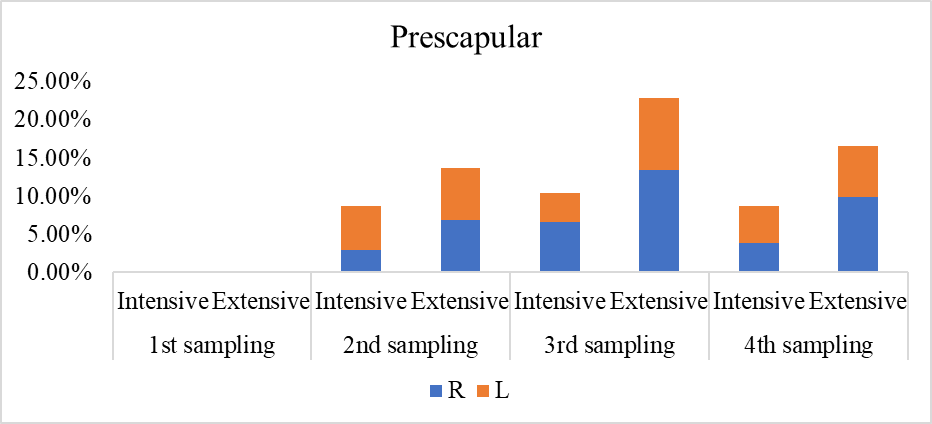 Prescapular
25.00%
20.00%
15.00%
10.00%
5.00%
0.00%
Intensive Extensive Intensive Extensive Intensive Extensive Intensive Extensive
1st sampling 2nd sampling 3rd sampling 4th sampling
R L